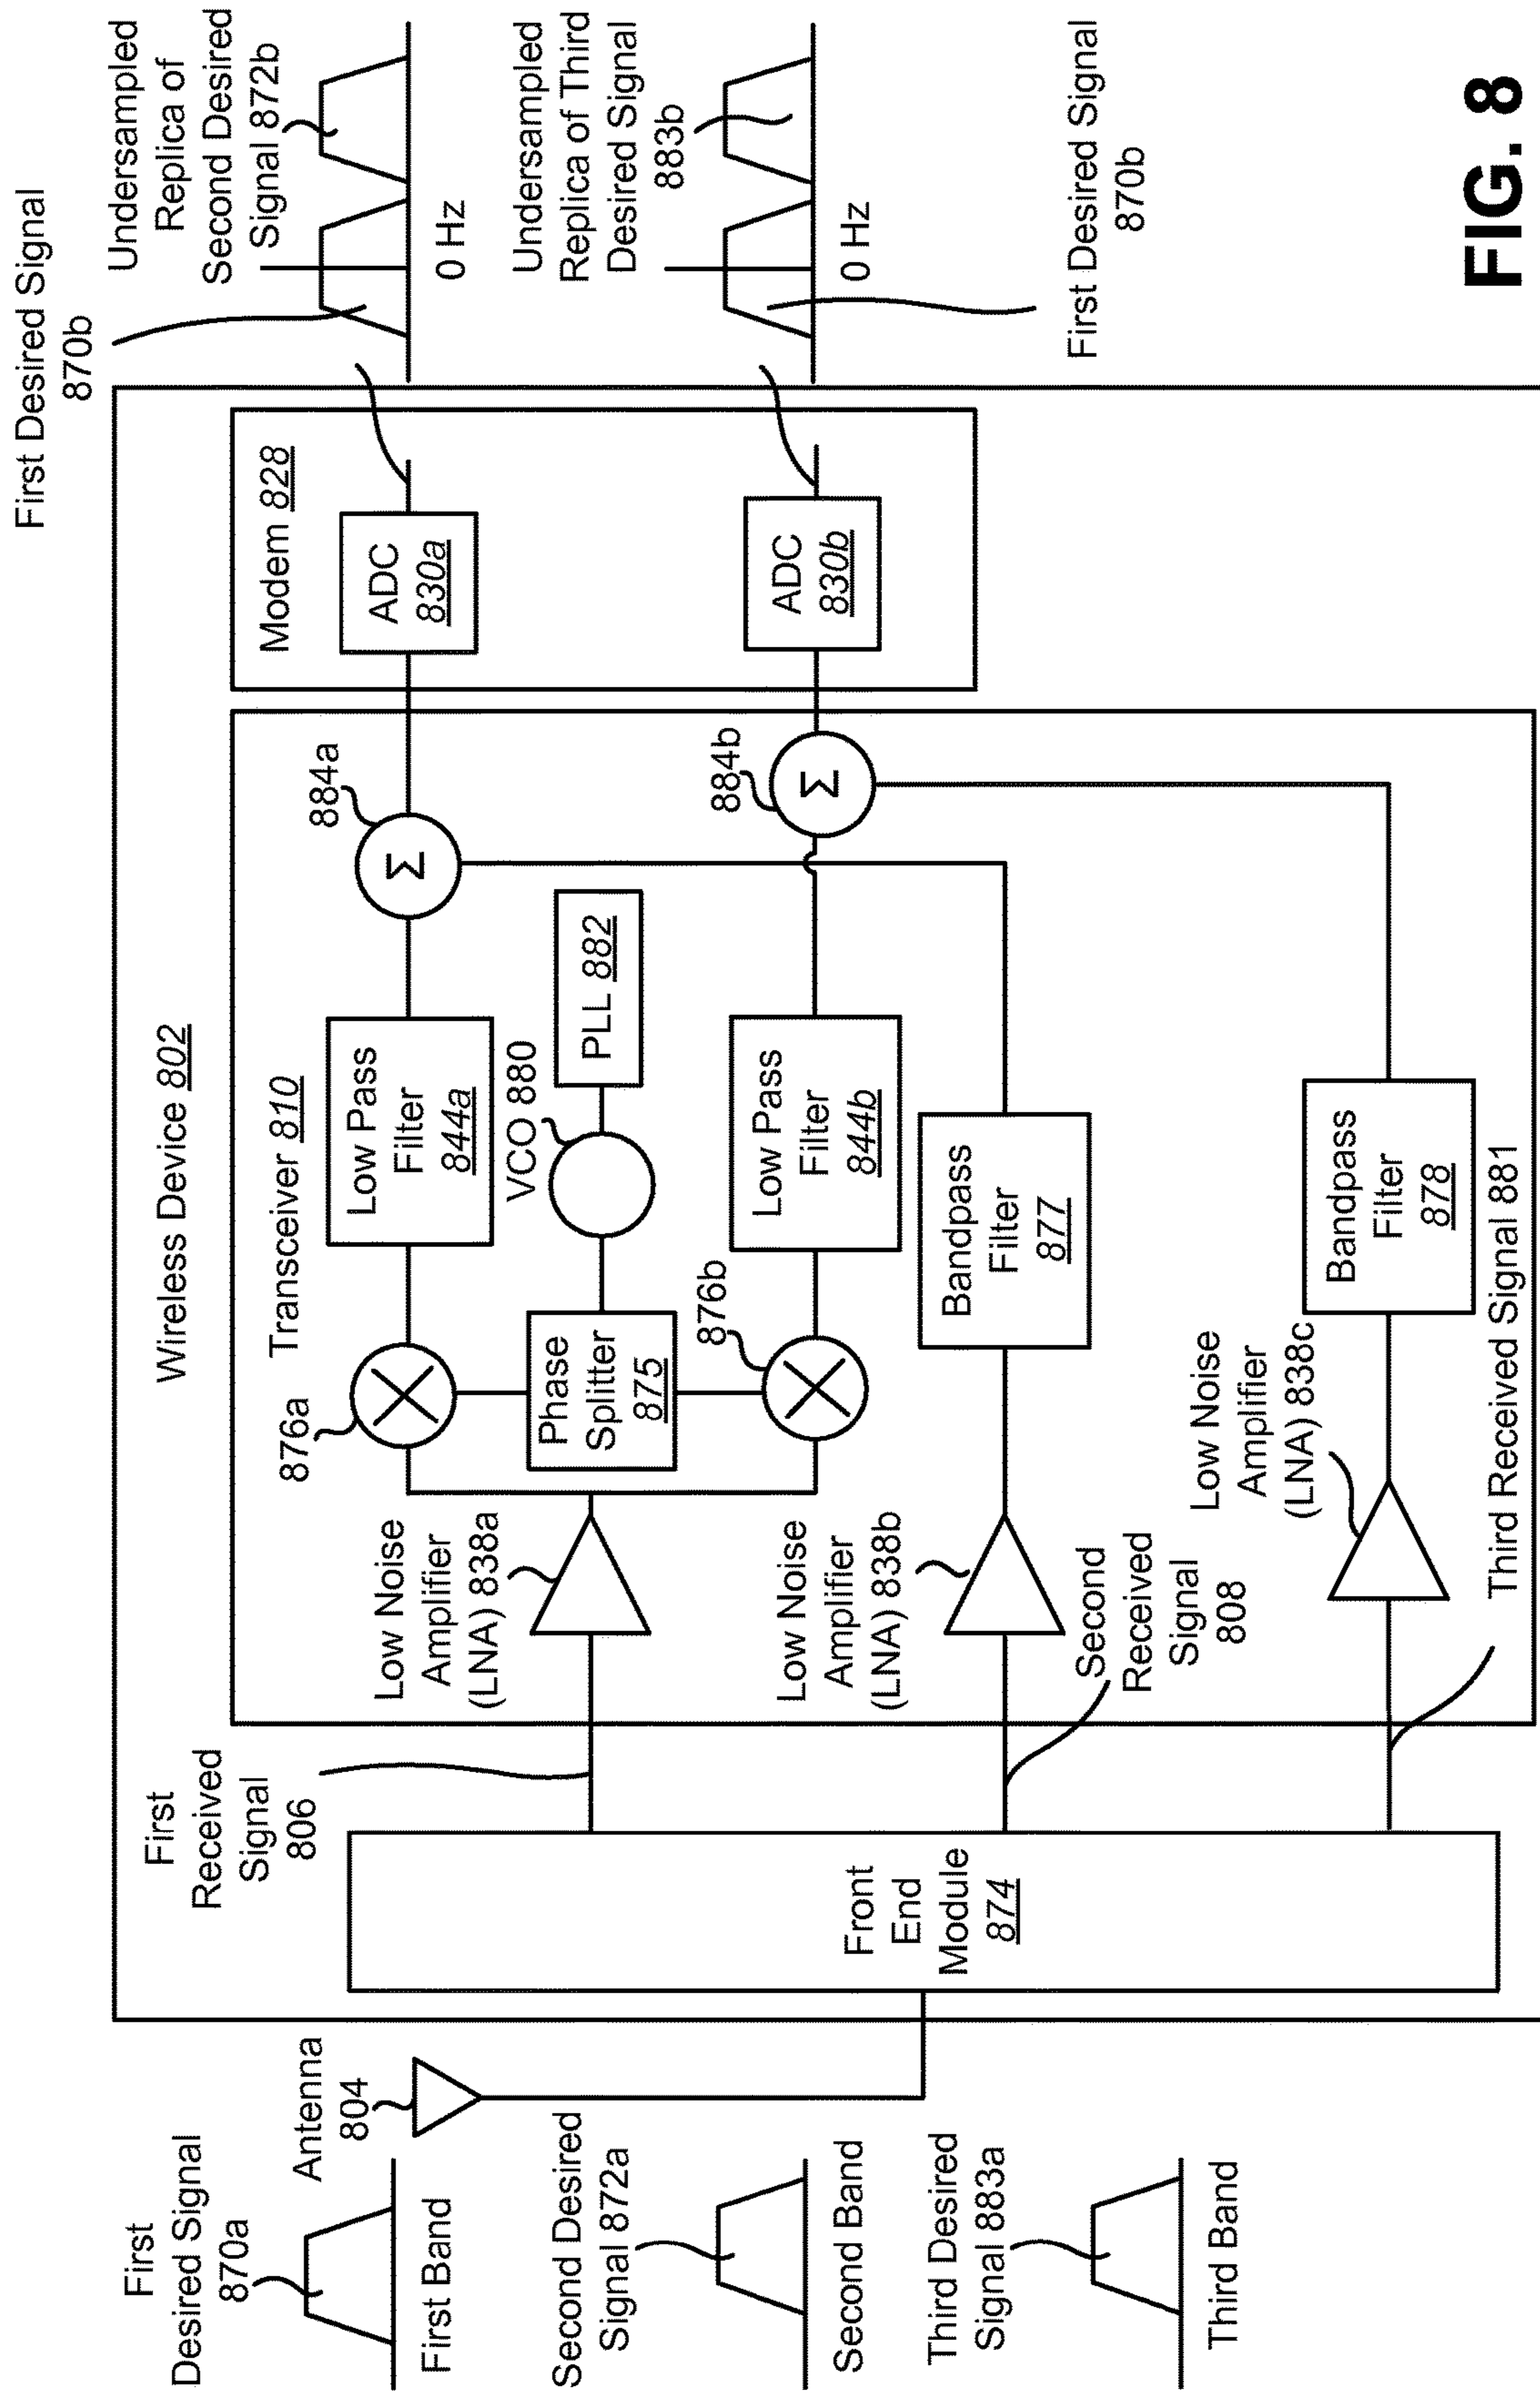 First
Desired Signal
870a
First Band
Second Desired
Signal 872a
Second Band
Third Desired
Signal 883a
Third Band
Antenna
804
Wireless Device 802
Front
End
Module
874
First
Received
Signal
806
Second
Received
Signal
808
Third Received Signal 881
Transceiver 810
Low Noise
Amplifier
(LNA) 838a
Low Noise
Amplifier
(LNA) 838b
Low Noise
Amplifier
(LNA) 838c
876a
Phase
Splitter
875
876b
Low Pass
Filter
844a
VCO 880
PLL 882
Low Pass
Filter
844b
Bandpass
Filter
877
Bandpass
Filter
878
884a
Σ
884b
Σ
Modem 828
ADC
830a
ADC
830b
First Desired Signal
870b
Undersampled
Replica of
Second Desired
Signal 872b
0 Hz
Undersampled
Replica of Third
Desired Signal
883b
0 Hz
First Desired Signal
870b
FIG. 8